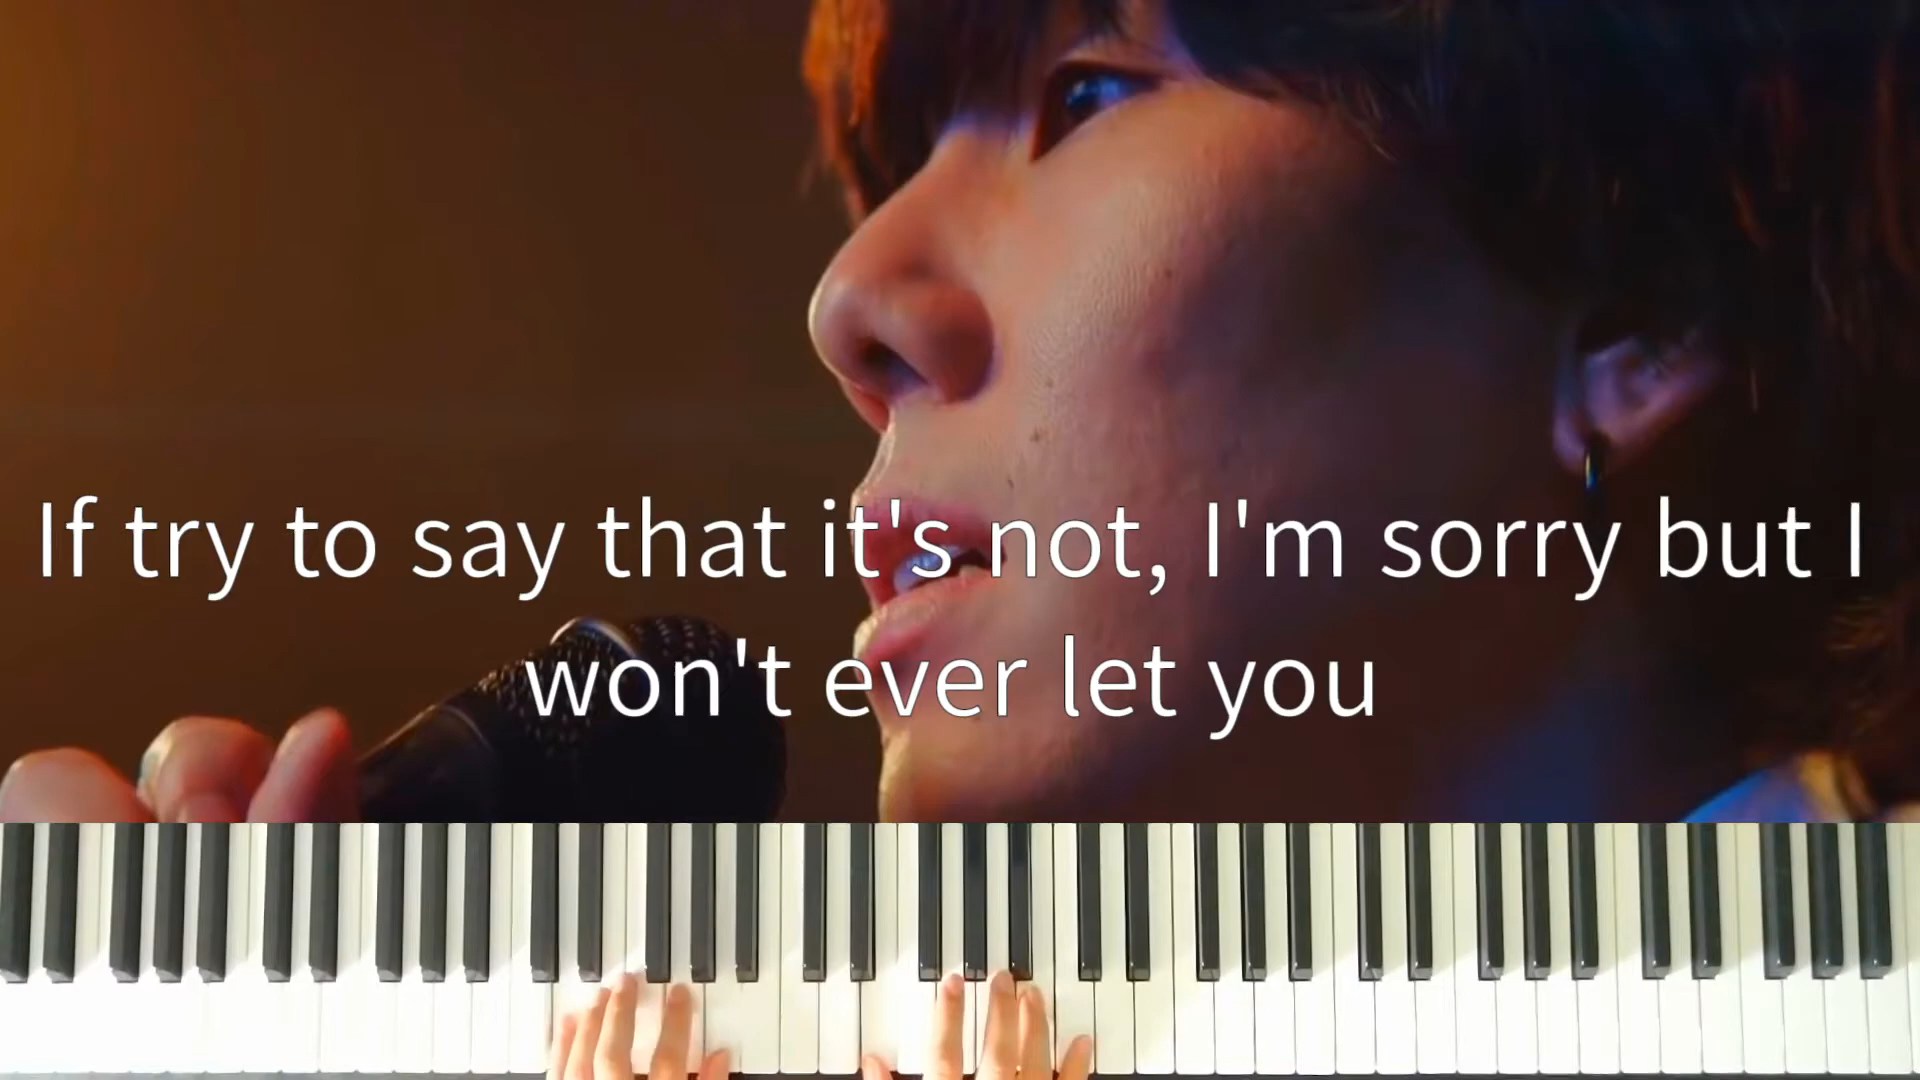 If try to say that it's not, I'm sorry but I
won't ever let you